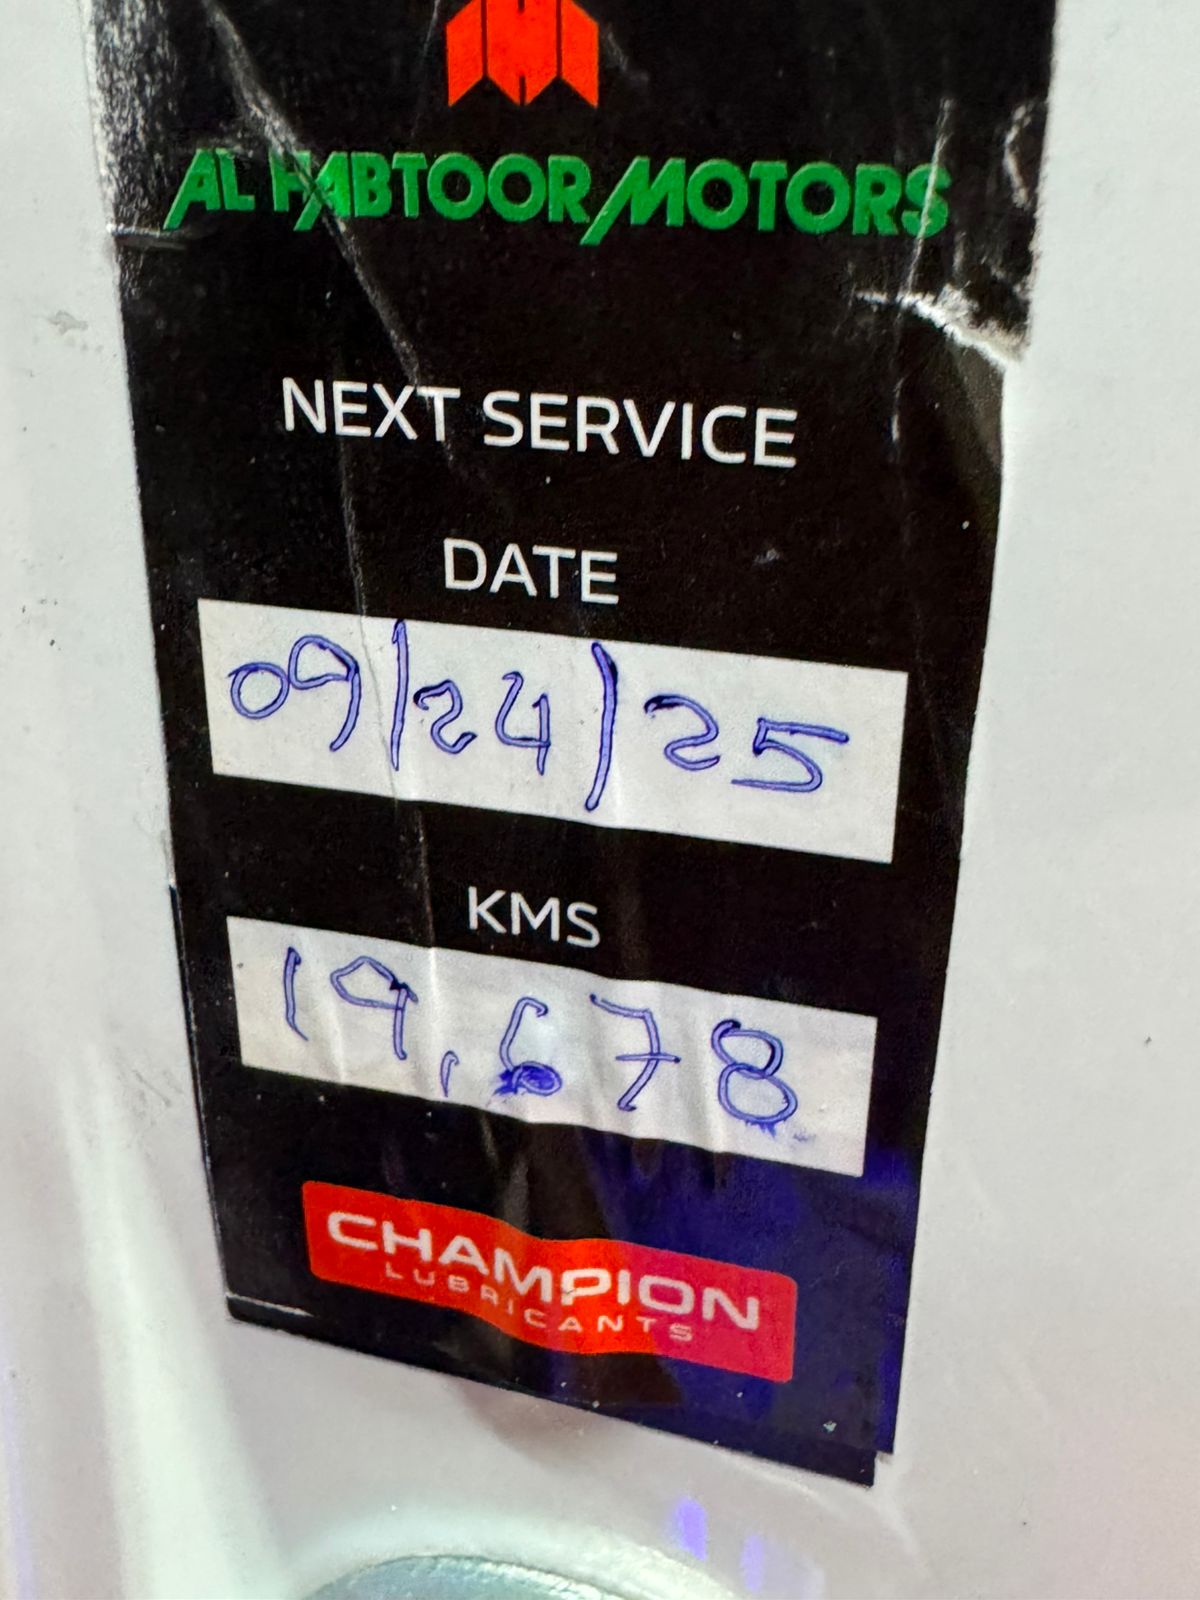 AL HABTOOR MOTORS
NEXT SERVICE
DATE
09/24/25
KMS
19,678
CHAMPION
LUBRICANTS